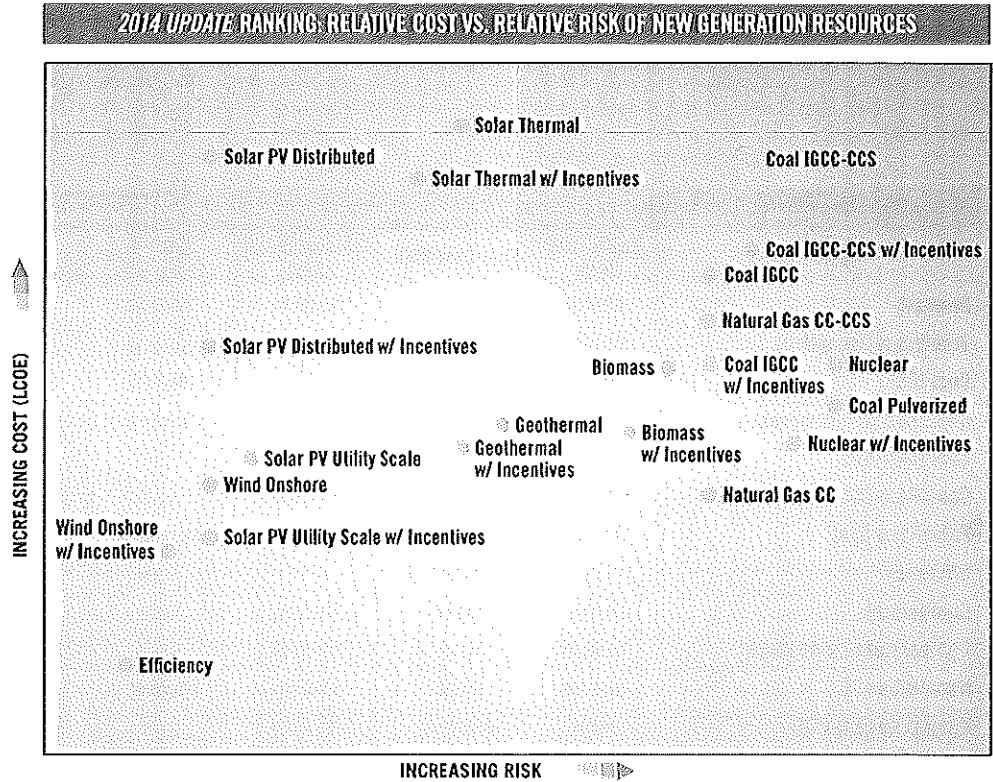 2014 UPDATE RANKING: RELATIVE COST VS. RELATIVE RISK OF NEW GENERATION RESOURCES
Solar Thermal
Solar PV Distributed
Coal IGCC-CCS
Solar Thermal w/ Incentives
Coal IGCC-CCS w/ Incentives
Coal IGCC
Natural Gas CC-CCS
Solar PV Distributed w/ Incentives
Biomass
Coal IGCC
w/ Incentives
Nuclear
Coal Pulverized
Geothermal
Geothermal
w/ Incentives
Biomass
w/ Incentives
Nuclear w/ Incentives
Solar PV Utility Scale
Wind Onshore
Natural Gas CC
Wind Onshore
w/ Incentives
Solar PV Utility Scale w/ Incentives
Efficiency
INCREASING COST (LCOE)
INCREASING RISK